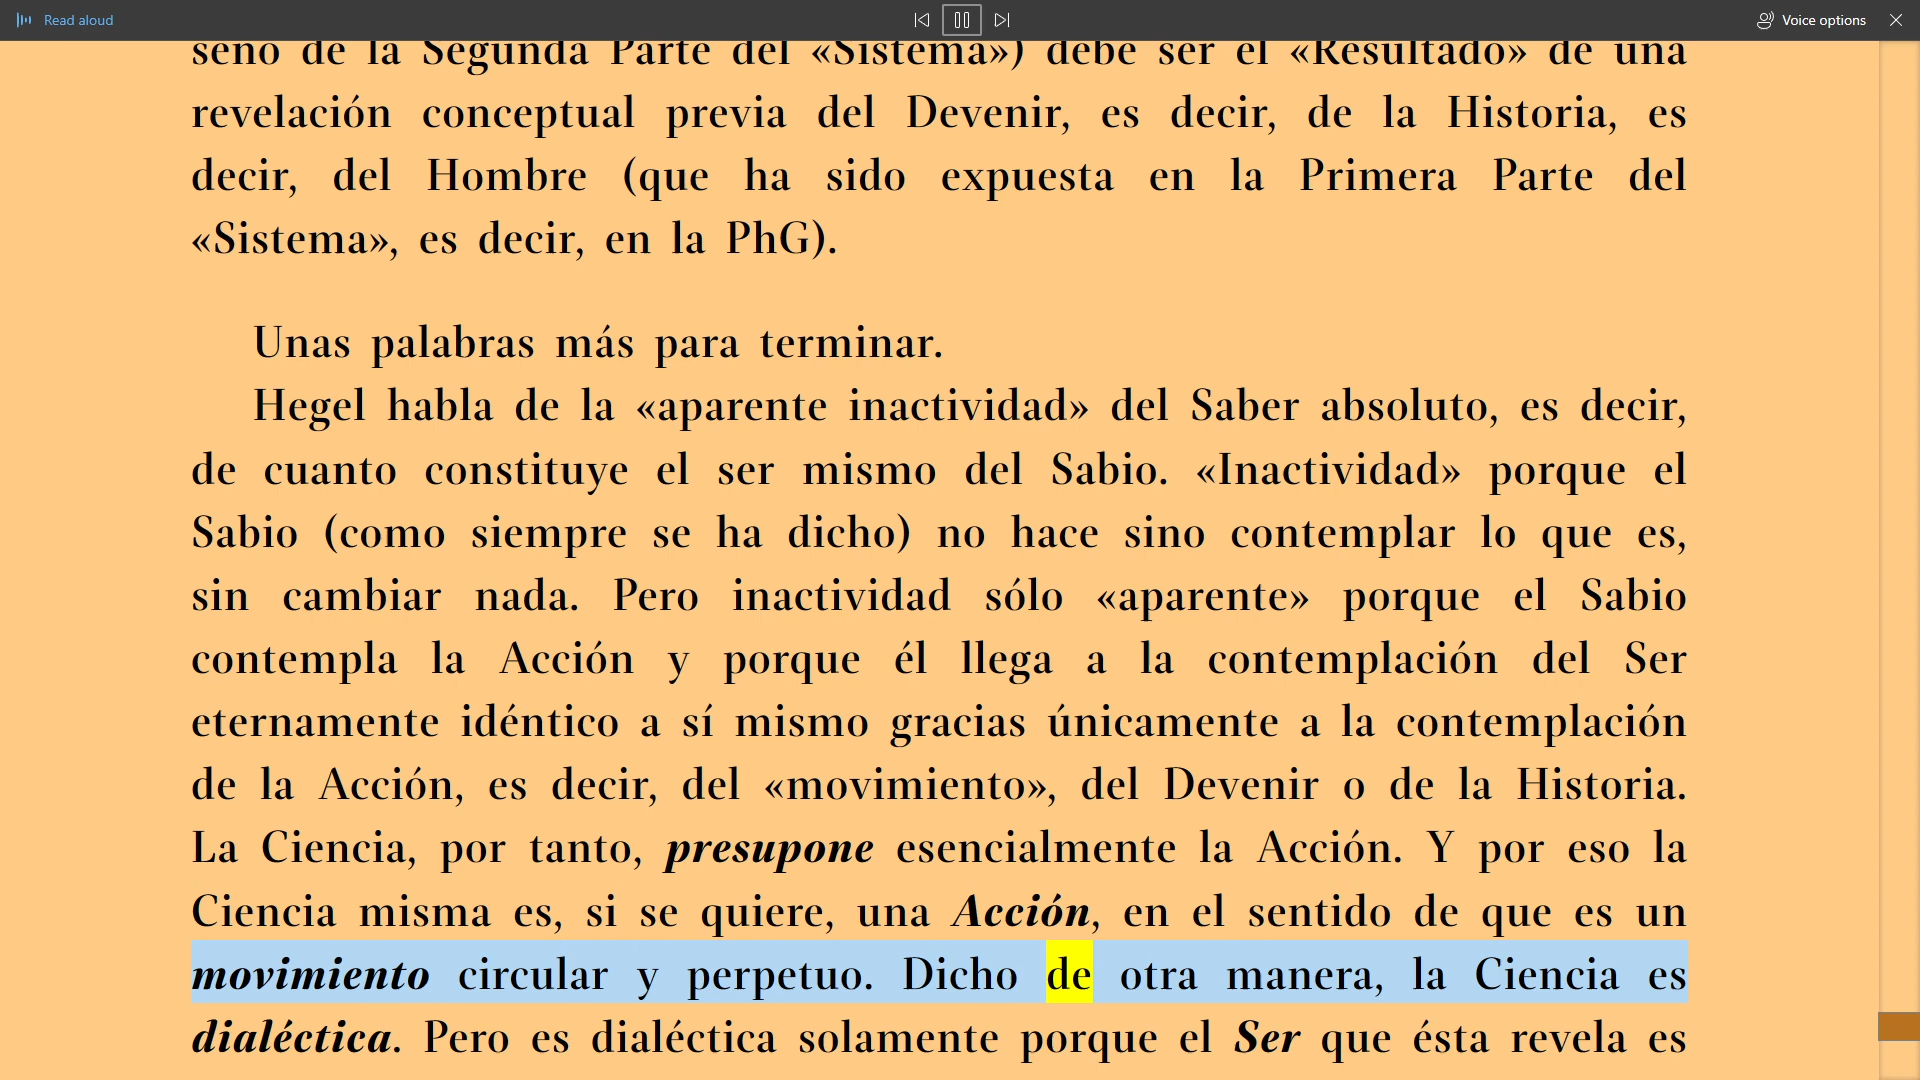 Read aloud
Voice options
seno de la Segunda Parte del «Sistema») debe ser el «Resultado» de una
revelación conceptual previa del Devenir, es decir, de la Historia, es
decir, del Hombre (que ha sido expuesta en la Primera Parte del
«Sistema», es decir, en la PhG).
Unas palabras más para terminar.
Hegel habla de la «aparente inactividad» del Saber absoluto, es decir,
de cuanto constituye el ser mismo del Sabio. «Inactividad» porque el
Sabio (como siempre se ha dicho) no hace sino contemplar lo que es,
sin cambiar nada. Pero inactividad sólo «aparente» porque el Sabio
contempla la Acción y porque él llega a la contemplación del Ser
eternamente idéntico a sí mismo gracias únicamente a la contemplación
de la Acción, es decir, del «movimiento», del Devenir o de la Historia.
La Ciencia, por tanto, presupone esencialmente la Acción. Y por eso la
Ciencia misma es, si se quiere, una Acción, en el sentido de que es un
movimiento circular y perpetuo. Dicho de otra manera, la Ciencia es
dialéctica. Pero es dialéctica solamente porque el Ser que ésta revela es